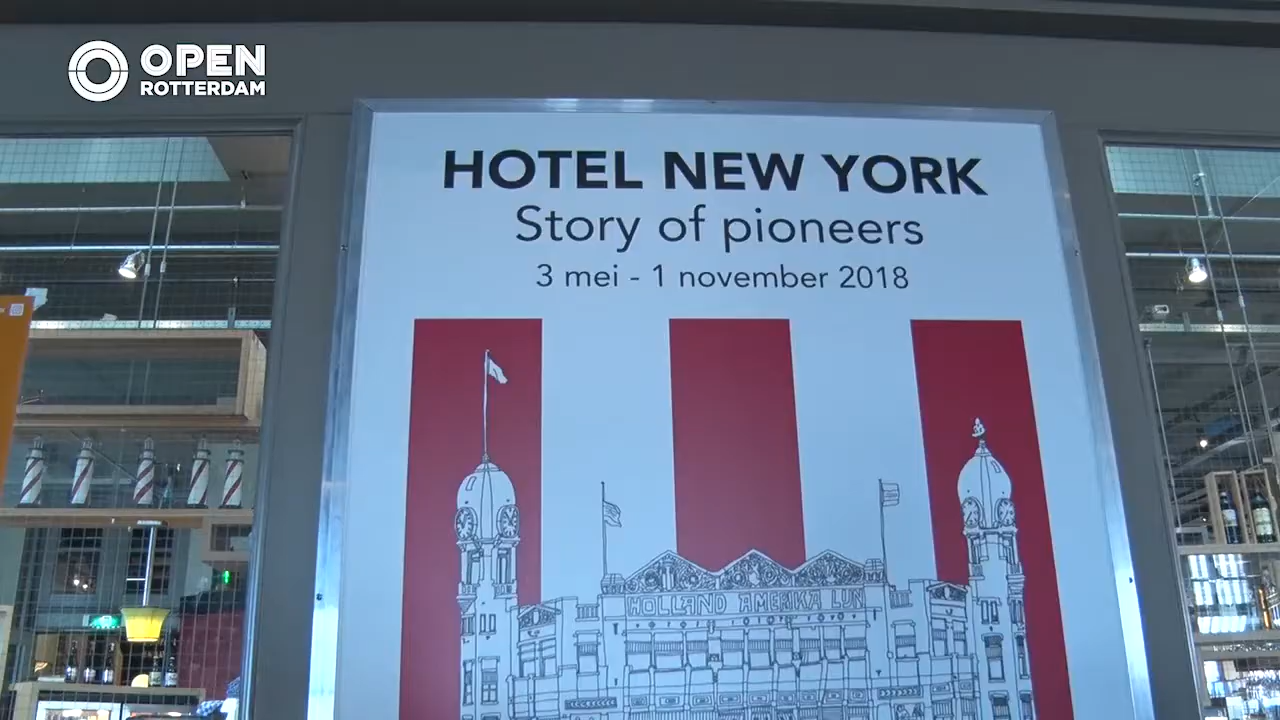 OPEN
ROTTERDAM
HOTEL NEW YORK
Story of pioneers
3 mei - 1 november 2018
HOLLAND AMERIKA LIJN